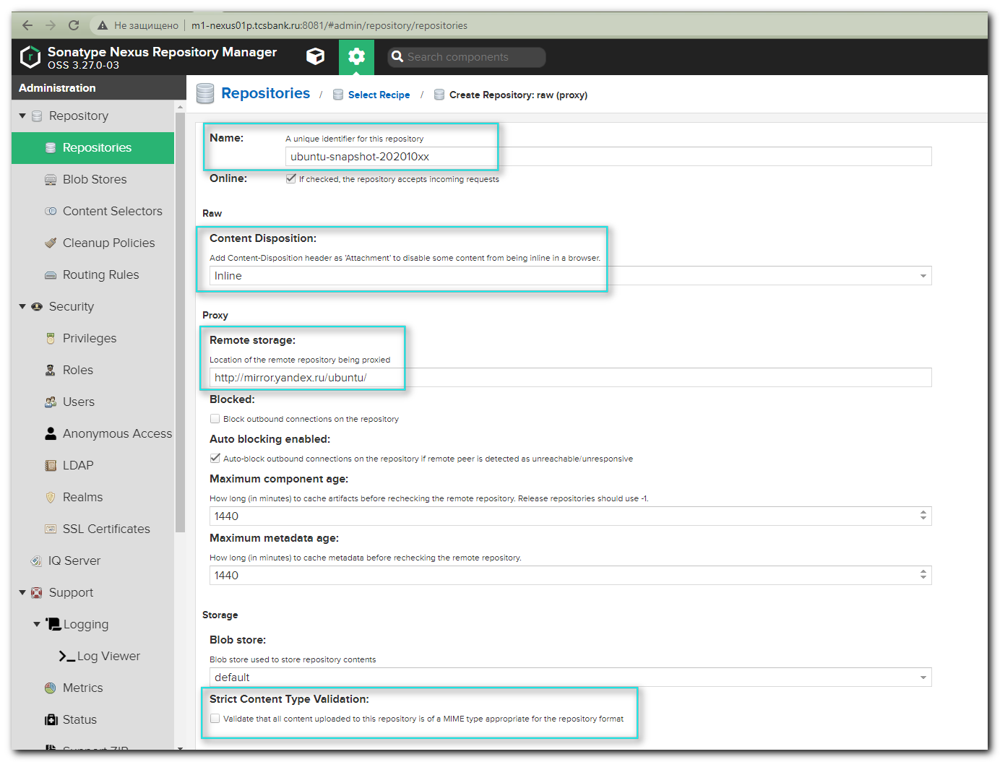 Не защищено m1-nexus01p.tcsbank.ru:8081/#admin/repository/repositories
Sonatype Nexus Repository Manager
OSS 3.27.0-03
Search components
Administration
Repository
Repositories
Blob Stores
Content Selectors
Cleanup Policies
Routing Rules
Security
Privileges
Roles
Users
Anonymous Access
LDAP
Realms
SSL Certificates
IQ Server
Support
Logging
Log Viewer
Metrics
Status
Support ZIP
Repositories / Select Recipe / Create Repository: raw (proxy)
Name: A unique identifier for this repository
ubuntu-snapshot-202010xx
Online: If checked, the repository accepts incoming requests
Raw
Content Disposition:
Add Content-Disposition header as 'Attachment' to disable some content from being inline in a browser.
Inline
Proxy
Remote storage:
Location of the remote repository being proxied
http://mirror.yandex.ru/ubuntu/
Blocked:
Block outbound connections on the repository
Auto blocking enabled:
Auto-block outbound connections on the repository if remote peer is detected as unreachable/unresponsive
Maximum component age:
How long (in minutes) to cache artifacts before rechecking the remote repository. Release repositories should use -1.
1440
Maximum metadata age:
How long (in minutes) to cache metadata before rechecking the remote repository.
1440
Storage
Blob store:
Blob store used to store repository contents
default
Strict Content Type Validation:
Validate that all content uploaded to this repository is of a MIME type appropriate for the repository format